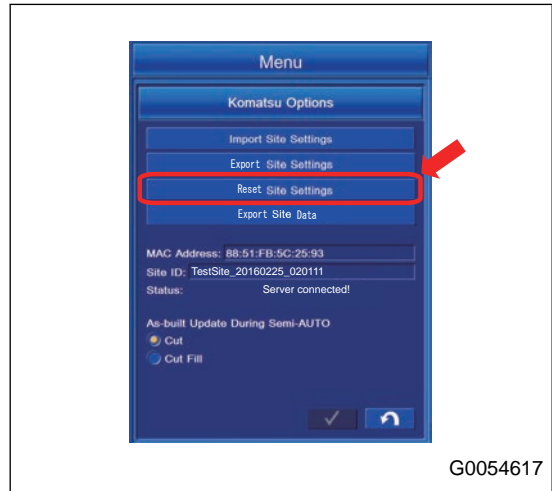 Menu
Komatsu Options
Import Site Settings
Export Site Settings
Reset Site Settings
Export Site Data
MAC Address: 88:51:FB:5C:25:93
Site ID: TestSite_20160225_020111
Status: Server connected!
As-built Update During Semi-AUTO
Cut
Cut Fill
G0054617